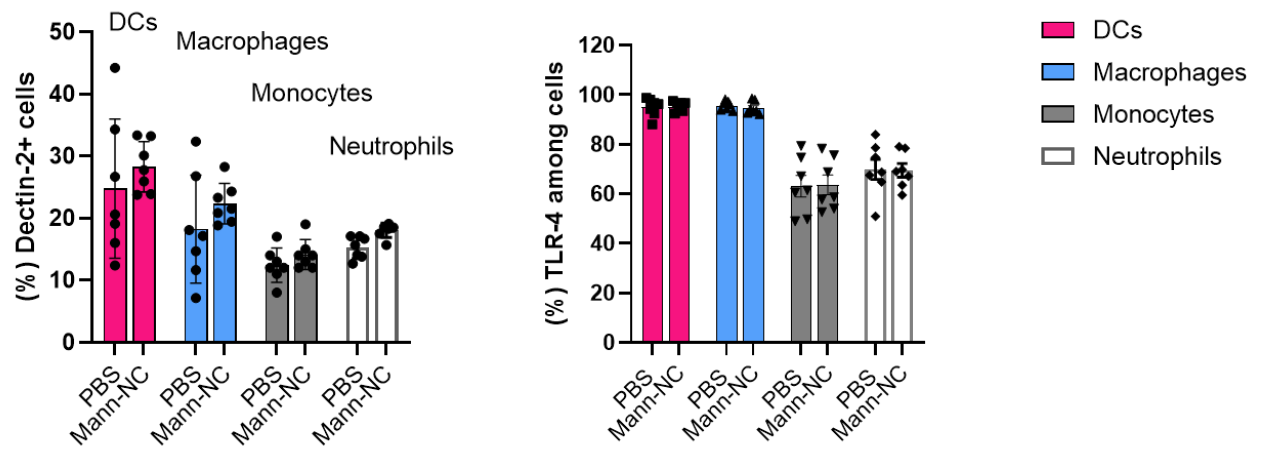 DCs
Macrophages
Monocytes
Neutrophils
(%) Dectin-2+ cells
50
40
30
20
10
0
PBS
Mann-NC
PBS
Mann-NC
PBS
Mann-NC
PBS
Mann-NC
(%) TLR-4 among cells
120
100
80
60
40
20
0
PBS
Mann-NC
PBS
Mann-NC
PBS
Mann-NC
PBS
Mann-NC
DCs
Macrophages
Monocytes
Neutrophils